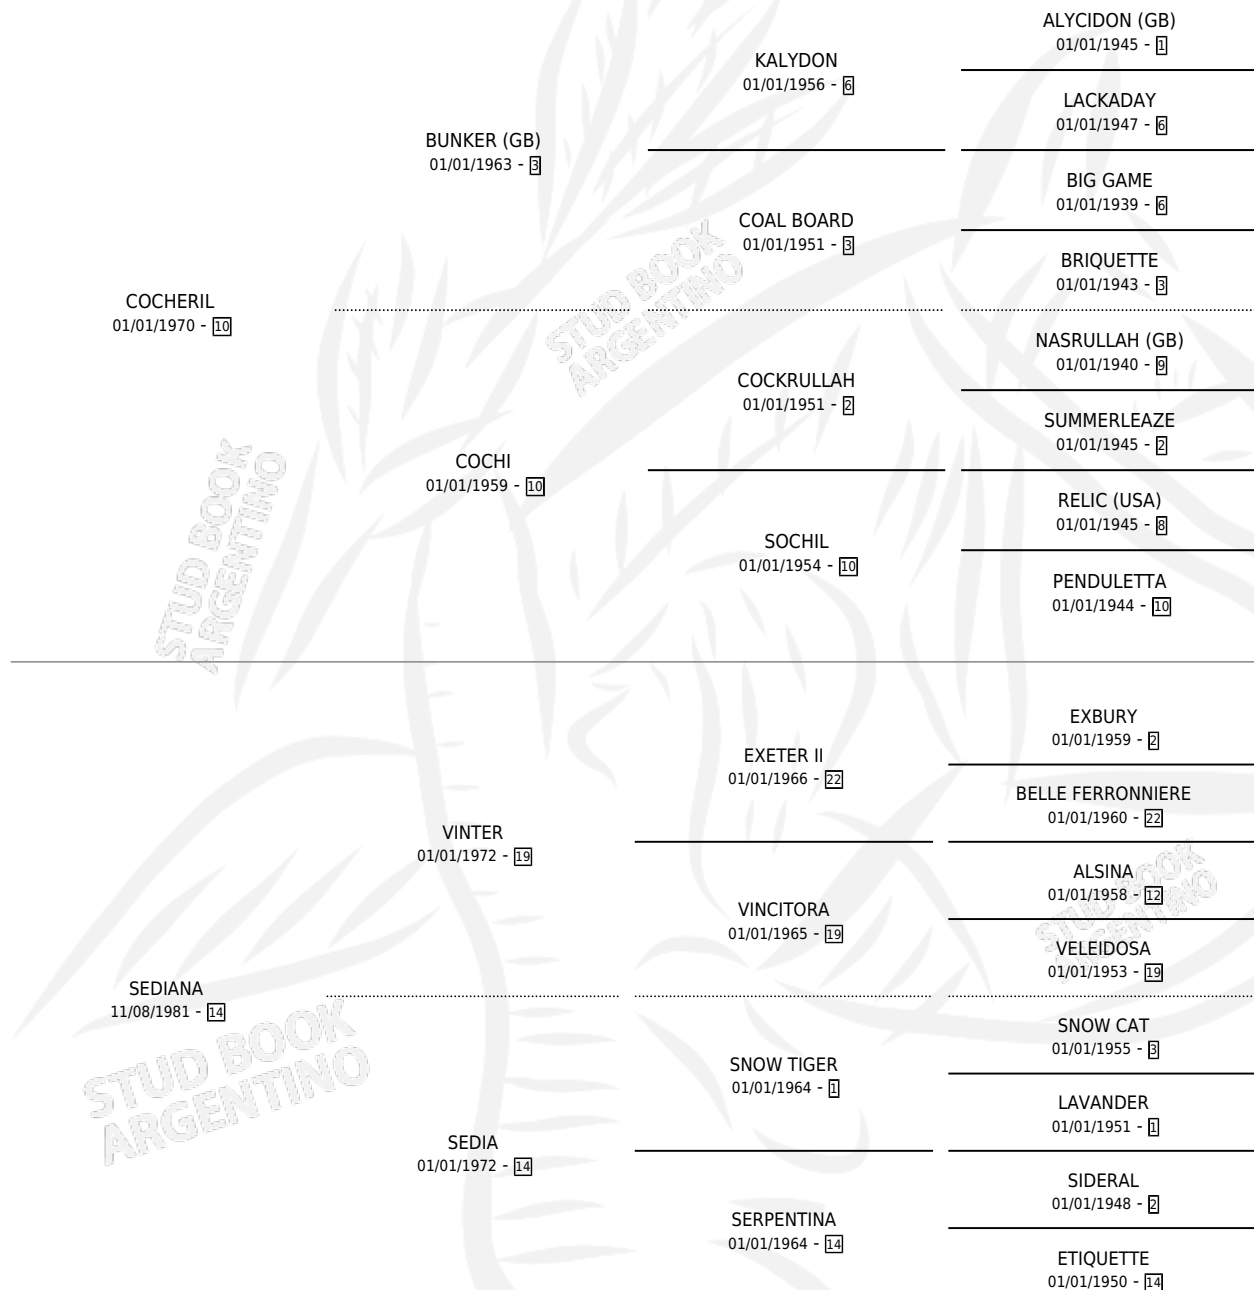 ALYCIDON (GB)
01/01/1945 - 1
KALYDON
01/01/1956 - 6
LACKADAY
01/01/1947 - 6
BUNKER (GB)
01/01/1963 - 3
BIG GAME
01/01/1939 - 6
COAL BOARD
01/01/1951 - 3
BRIQUETTE
01/01/1943 - 3
COCHERIL
01/01/1970 - 10
STUD BOOK
ARGENTINO
NASRULLAH (GB)
01/01/1940 - 9
COCKRULLAH
01/01/1951 - 2
SUMMERLEAZE
01/01/1945 - 2
COCHI
01/01/1959 - 10
RELIC (USA)
01/01/1945 - 8
SOCHIL
01/01/1954 - 10
PENDULETTA
01/01/1944 - 10
STUD BOOK
ARGENTINO
EXBURY
01/01/1959 - 2
EXETER II
01/01/1966 - 22
BELLE FERRONNIERE
01/01/1960 - 22
VINTER
01/01/1972 - 19
ALSINA
01/01/1958 - 12
VINCITORA
01/01/1965 - 19
VELEIDOSA
01/01/1953 - 19
STUD BOOK
ARGENTINO
SEDIANA
11/08/1981 - 14
SNOW CAT
01/01/1955 - 3
SNOW TIGER
01/01/1964 - 1
LAVANDER
01/01/1951 - 1
STUD BOOK
ARGENTINO
SEDIA
01/01/1972 - 14
SIDERAL
01/01/1948 - 2
SERPENTINA
01/01/1964 - 14
ETIQUETTE
01/01/1950 - 14